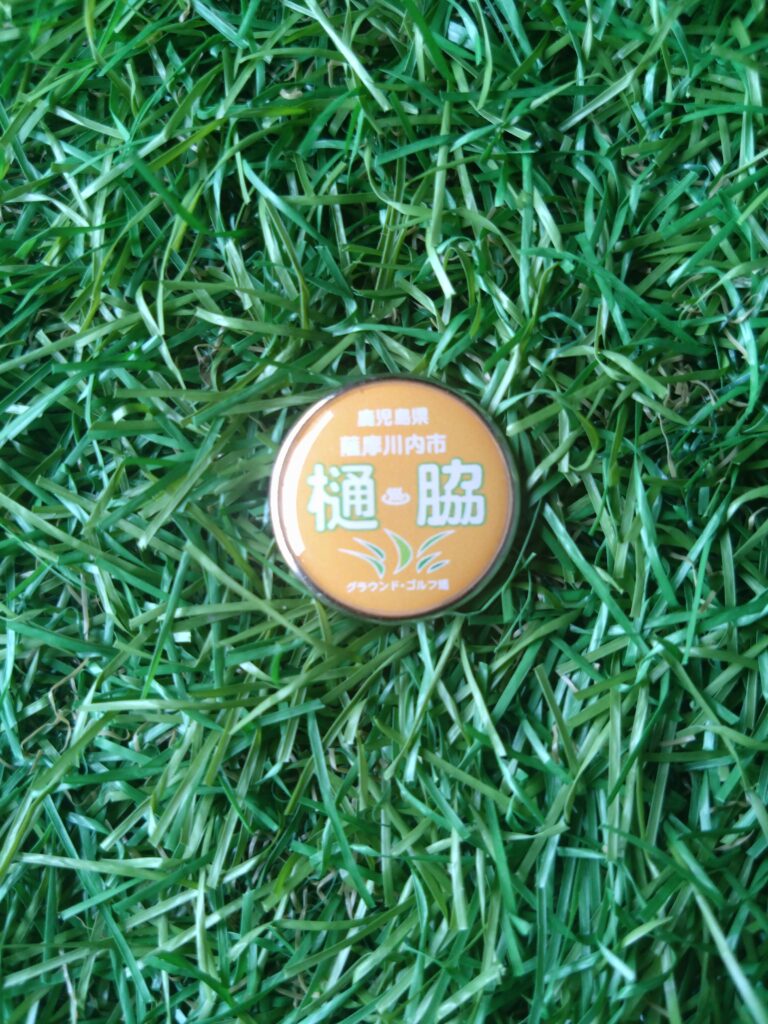 鹿児島県
薩摩川内市
樋♨脇
グラウンド・ゴルフ場